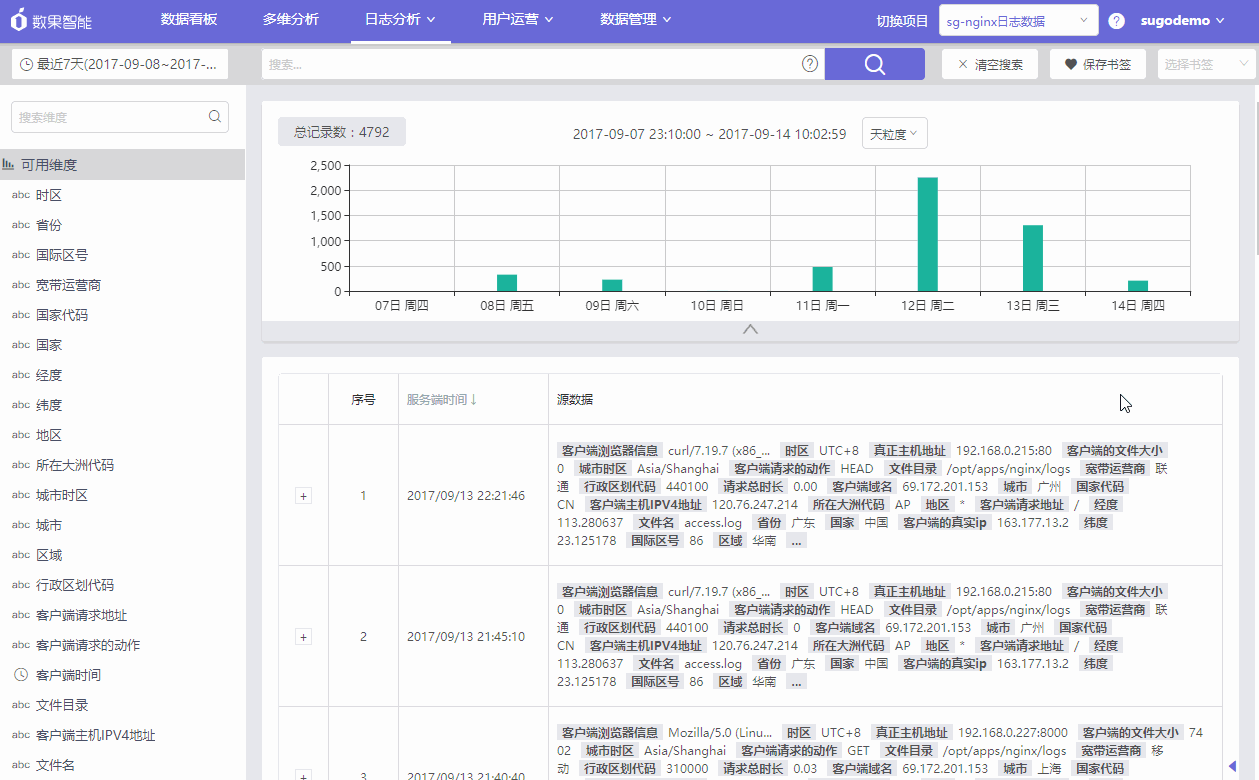 数果智能 数据看板 多维分析 日志分析 用户运营 数据管理 切换项目 sg-nginx日志数据 ? sugodemo
最近7天(2017-09-08~2017-... 搜索... ? 清空搜索 保存书签 选择书签
搜索维度
可用维度
abc 时区
abc 省份
abc 国际区号
abc 宽带运营商
abc 国家代码
abc 国家
abc 经度
abc 纬度
abc 地区
abc 所在大洲代码
abc 城市时区
abc 城市
abc 区域
abc 行政区划代码
abc 客户端请求地址
abc 客户端请求的动作
客户端时间
abc 文件目录
abc 客户端主机IPV4地址
abc 文件名
总记录数：4792 2017-09-07 23:10:00 ~ 2017-09-14 10:02:59 天粒度
2,500
2,000
1,500
1,000
500
0
07日 周四 08日 周五 09日 周六 10日 周日 11日 周一 12日 周二 13日 周三 14日 周四
序号 服务端时间↓ 源数据
+ 1 2017/09/13 22:21:46
客户端浏览器信息 curl/7.19.7 (x86_... 时区 UTC+8 真正主机地址 192.168.0.215:80 客户端的文件大小
0 城市时区 Asia/Shanghai 客户端请求的动作 HEAD 文件目录 /opt/apps/nginx/logs 宽带运营商 联
通 行政区划代码 440100 请求总时长 0.00 客户端域名 69.172.201.153 城市 广州 国家代码
CN 客户端主机IPV4地址 120.76.247.214 所在大洲代码 AP 地区 * 客户端请求地址 / 经度
113.280637 文件名 access.log 省份 广东 国家 中国 客户端的真实ip 163.177.13.2 纬度
23.125178 国际区号 86 区域 华南 ...
+ 2 2017/09/13 21:45:10
客户端浏览器信息 curl/7.19.7 (x86_... 时区 UTC+8 真正主机地址 192.168.0.215:80 客户端的文件大小
0 城市时区 Asia/Shanghai 客户端请求的动作 HEAD 文件目录 /opt/apps/nginx/logs 宽带运营商 联
通 行政区划代码 440100 请求总时长 0 客户端域名 69.172.201.153 城市 广州 国家代码
CN 客户端主机IPV4地址 120.76.247.214 所在大洲代码 AP 地区 * 客户端请求地址 / 经度
113.280637 文件名 access.log 省份 广东 国家 中国 客户端的真实ip 163.177.13.2 纬度
23.125178 国际区号 86 区域 华南 ...
+ 3 2017/09/13 21:40:40
客户端浏览器信息 Mozilla/5.0 (Linu... 时区 UTC+8 真正主机地址 192.168.0.227:8000 客户端的文件大小 74
02 城市时区 Asia/Shanghai 客户端请求的动作 GET 文件目录 /opt/apps/nginx/logs 宽带运营商 移
动 行政区划代码 310000 请求总时长 0.03 客户端域名 69.172.201.153 城市 上海 国家代码